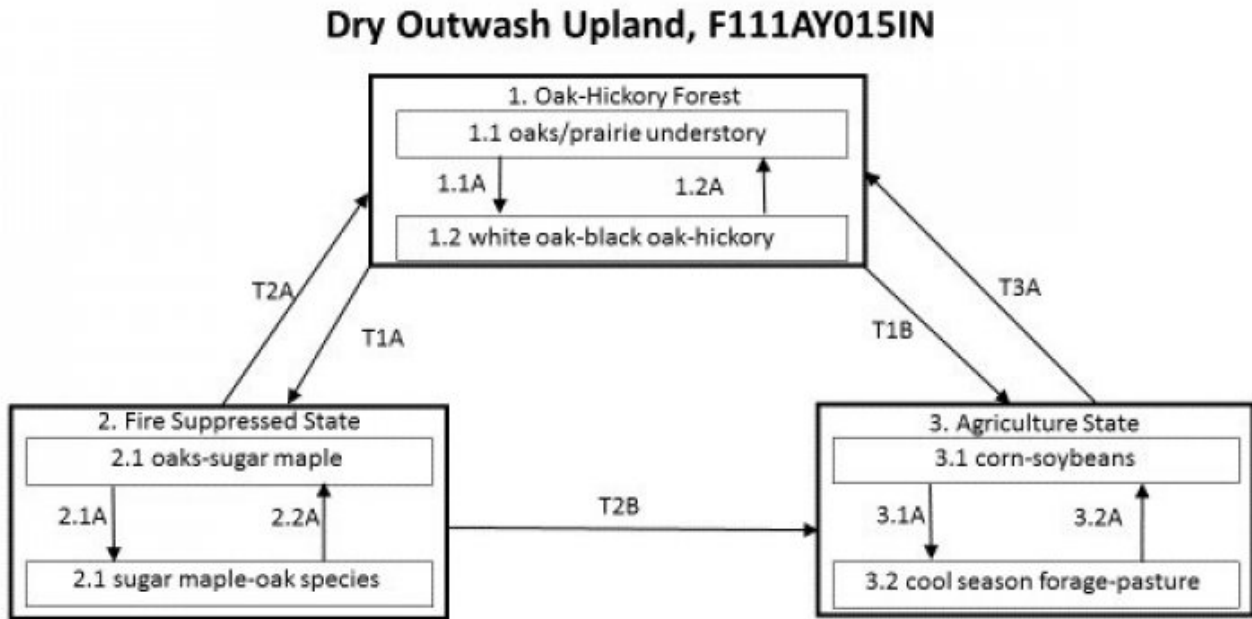 Dry Outwash Upland, F111AY015IN
1. Oak-Hickory Forest
1.1 oaks/prairie understory
1.1A
1.2A
1.2 white oak-black oak-hickory
T2A
T1A
T1B
T3A
2. Fire Suppressed State
2.1 oaks-sugar maple
2.1A
2.2A
2.1 sugar maple-oak species
T2B
3. Agriculture State
3.1 corn-soybeans
3.1A
3.2A
3.2 cool season forage-pasture